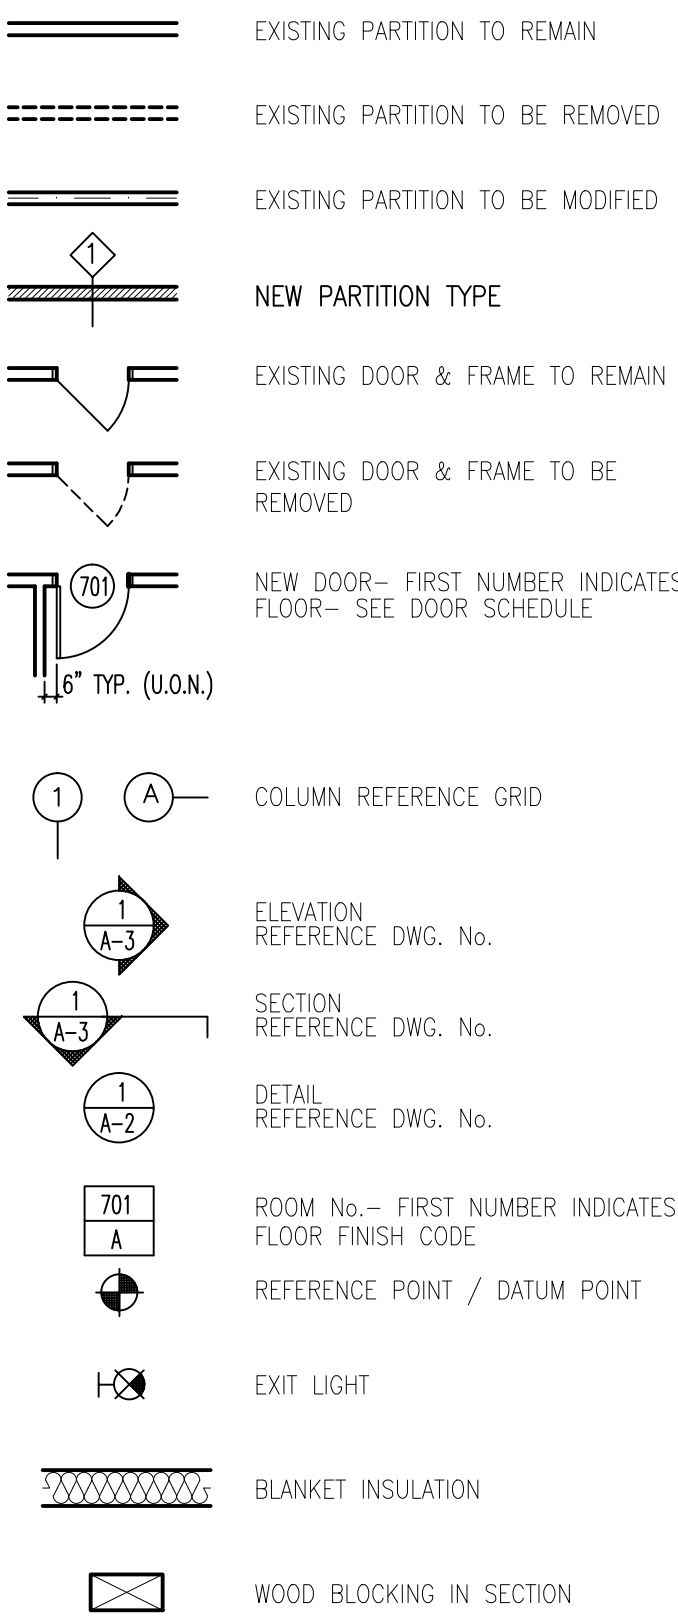 EXISTING PARTITION TO REMAIN
EXISTING PARTITION TO BE REMOVED
EXISTING PARTITION TO BE MODIFIED
1
NEW PARTITION TYPE
EXISTING DOOR & FRAME TO REMAIN
EXISTING DOOR & FRAME TO BE
REMOVED
701
NEW DOOR– FIRST NUMBER INDICATES
FLOOR– SEE DOOR SCHEDULE
6" TYP. (U.O.N.)
1 A
COLUMN REFERENCE GRID
1
A–3
ELEVATION
REFERENCE DWG. No.
1
A–3
SECTION
REFERENCE DWG. No.
1
A–2
DETAIL
REFERENCE DWG. No.
701
A
ROOM No.– FIRST NUMBER INDICATES
FLOOR FINISH CODE
REFERENCE POINT / DATUM POINT
EXIT LIGHT
BLANKET INSULATION
WOOD BLOCKING IN SECTION